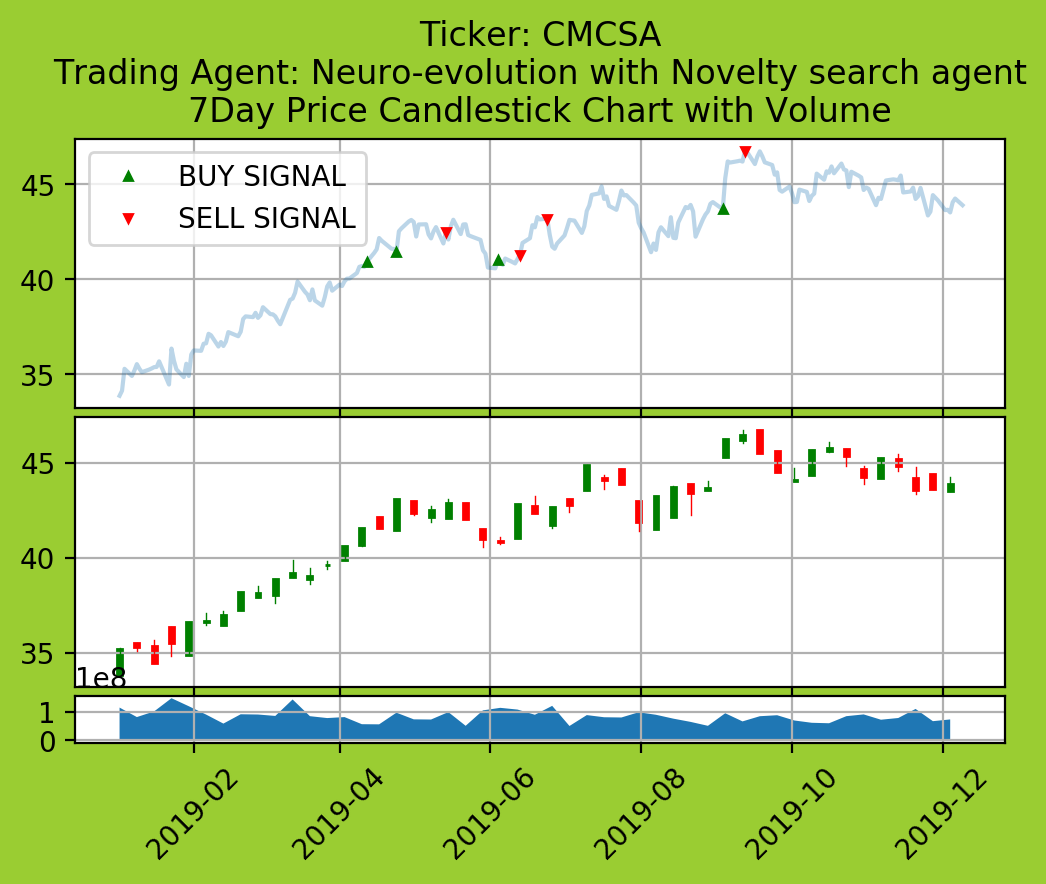 Ticker: CMCSA
Trading Agent: Neuro-evolution with Novelty search agent
7Day Price Candlestick Chart with Volume
BUY SIGNAL
SELL SIGNAL
45
40
35
45
40
35
1e8
1
0
2019-02
2019-04
2019-06
2019-08
2019-10
2019-12